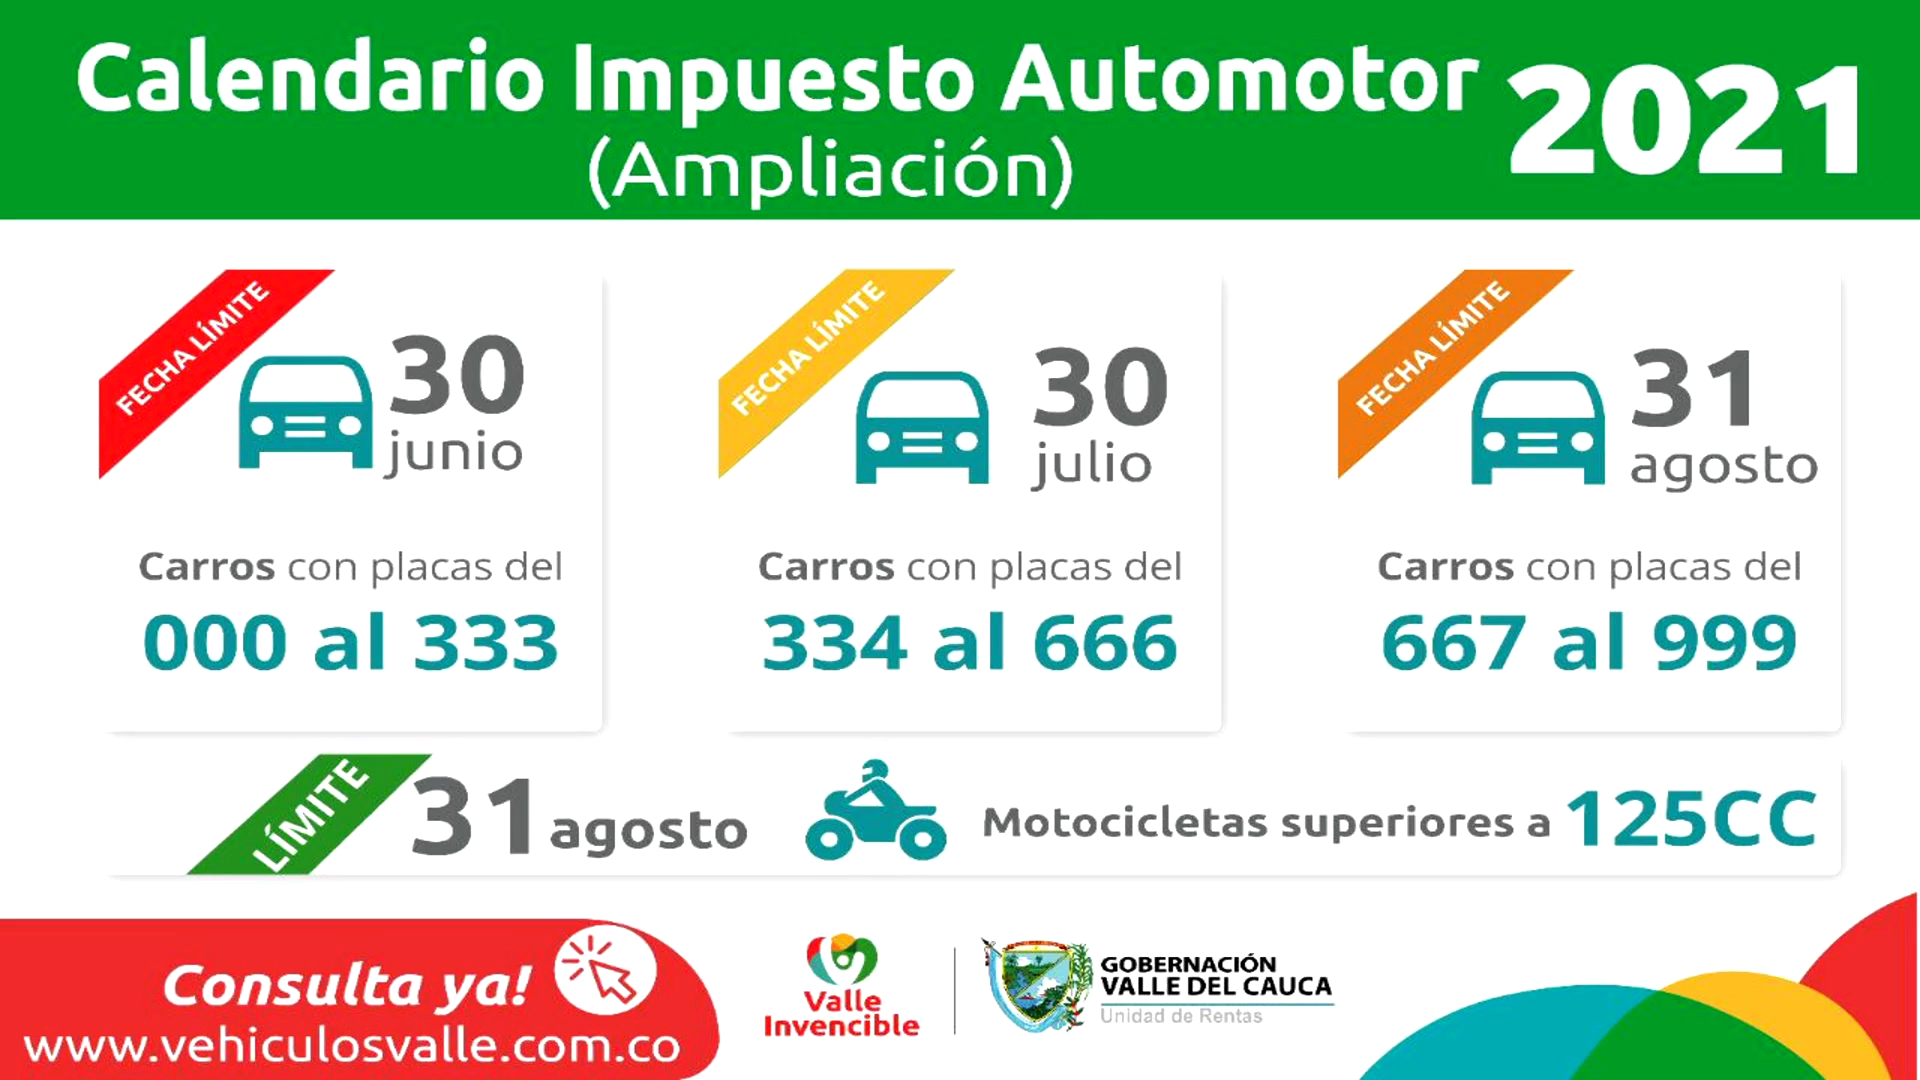 Calendario Impuesto Automotor 2021
(Ampliación)
FECHA LÍMITE
30
junio
Carros con placas del
000 al 333
FECHA LÍMITE
30
julio
Carros con placas del
334 al 666
FECHA LÍMITE
31
agosto
Carros con placas del
667 al 999
LÍMITE
31 agosto
Motocicletas superiores a 125CC
Consulta ya!
www.vehiculosvalle.com.co
Valle
Invencible
GOBERNACIÓN
VALLE DEL CAUCA
Unidad de Rentas